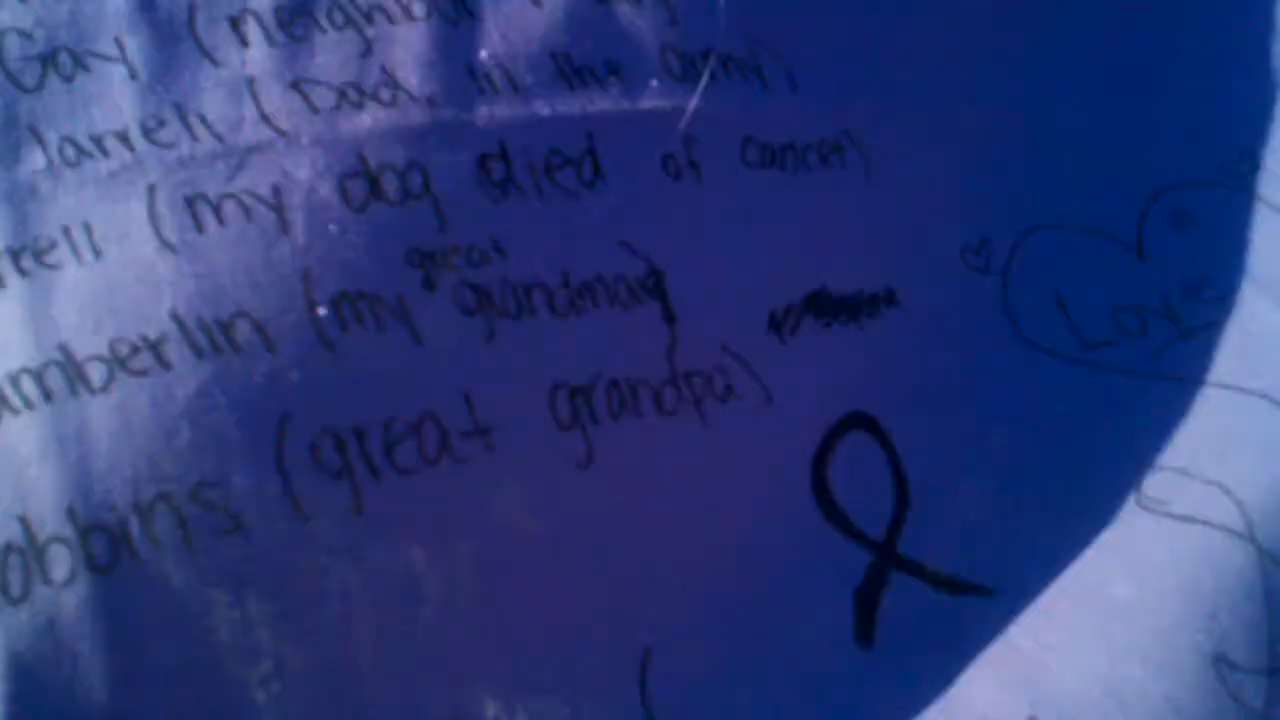 Gay (neighbor
Jarrell (Dad. in the army)
rrell (my dog died of cancer)
great
amberlin (my grandma)
obbins (great grandpa)
Love